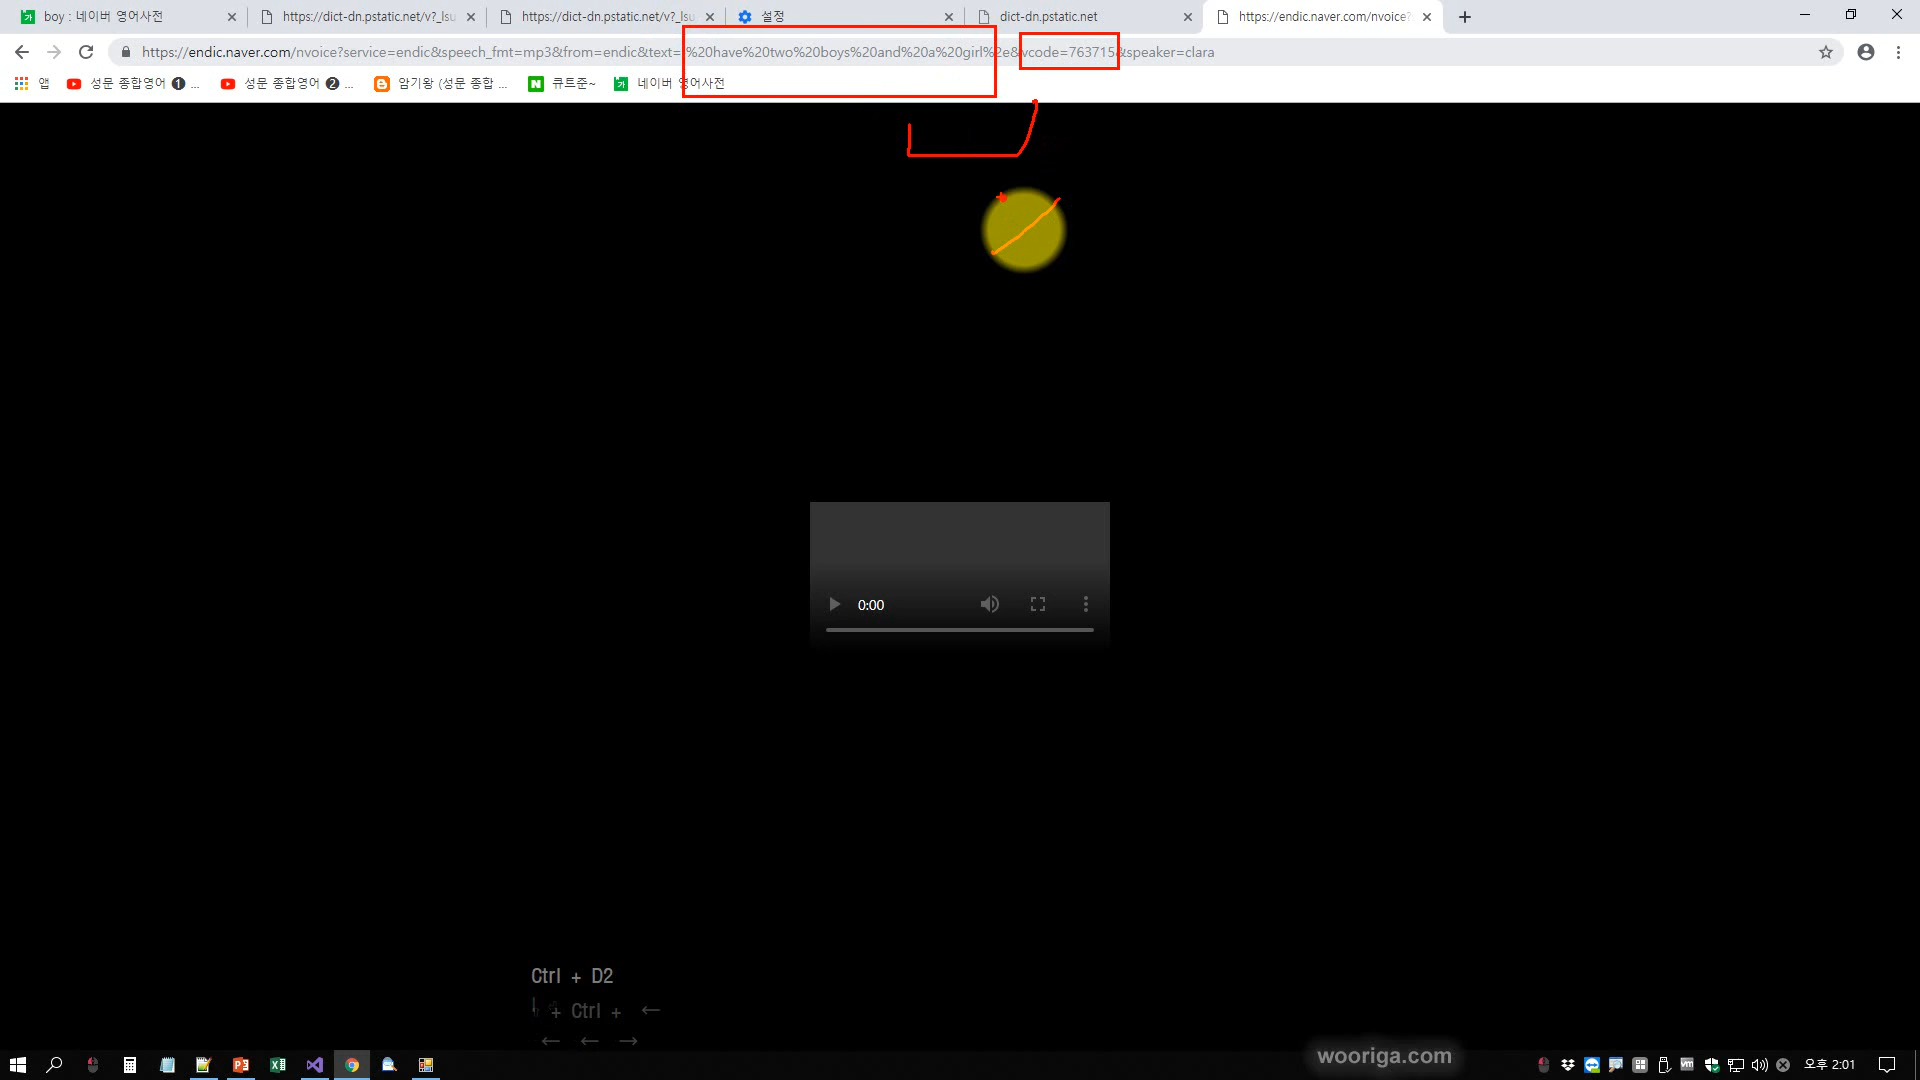 boy : 네이버 영어사전
https://dict-dn.pstatic.net/v?_lsu
https://dict-dn.pstatic.net/v?_lsu
설정
dict-dn.pstatic.net
https://endic.naver.com/nvoice?
https://endic.naver.com/nvoice?service=endic&speech_fmt=mp3&from=endic&text=I%20have%20two%20boys%20and%20a%20girl%2e&vcode=763715&speaker=clara
앱
성문 종합영어 ❶ ...
성문 종합영어 ❷ ...
암기왕 (성문 종합 ...
큐트준~
네이버 영어사전
0:00
Ctrl + D2
+ Ctrl + ←
← ← →
wooriga.com
오후 2:01